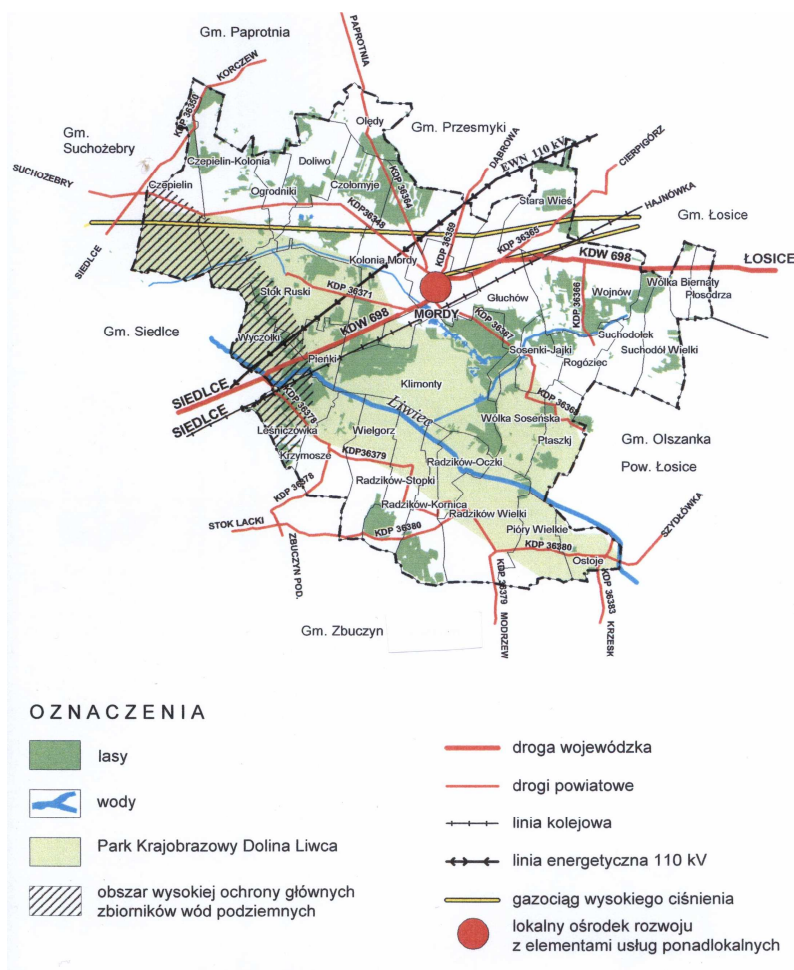 Gm. Paprotnia
PAPROTNIA
KORCZEW
KDP 36350
Gm.
Suchożebry
Ołędy
Gm. Przesmyki
DĄBROWA
EWN 110 kV
CIERPIGÓRZ
SUCHOŻEBRY
Czepielin-Kolonia
Doliwo
Czepielin
Ogrodniki
Czołomyje
KDP 36364
Stara Wieś
HAJNÓWKA
Gm. Łosice
SIEDLCE
KDP 36348
KDP 36359
KDP 36365
Kolonia Mordy
KDW 698
ŁOSICE
Stok Ruski
KDP 36371
Głuchów
KDP 36366
Wojnów
Wólka Biernaty
Płosodrza
Gm. Siedlce
KDW 698
MORDY
KDP 36367
Suchodołek
Wyczółki
Pieńki
Sosenki-Jajki
Rogóziec
Suchodół Wielki
SIEDLCE
SIEDLCE
Klimonty
Liwiec
KDP 36378
Wólka Soseńska
KDP 36368
Leśniczówka
Wielgorz
Ptaszki
Gm. Olszanka
Krzymosze
KDP36379
Radzików-Oczki
Pow. Łosice
KDP 36378
Radzików-Stopki
Radzików-Kornica
Radzików Wielki
STOK LACKI
KDP 36380
Pióry Wielkie
SZYDŁÓWKA
ZBUCZYN POD.
KDP 36380
Ostoje
KDP 36379
MODRZEW
KDP 36383
KRZESK
Gm. Zbuczyn
OZNACZENIA
lasy
wody
Park Krajobrazowy Dolina Liwca
obszar wysokiej ochrony głównych
zbiorników wód podziemnych
droga wojewódzka
drogi powiatowe
linia kolejowa
linia energetyczna 110 kV
gazociąg wysokiego ciśnienia
lokalny ośrodek rozwoju
z elementami usług ponadlokalnych